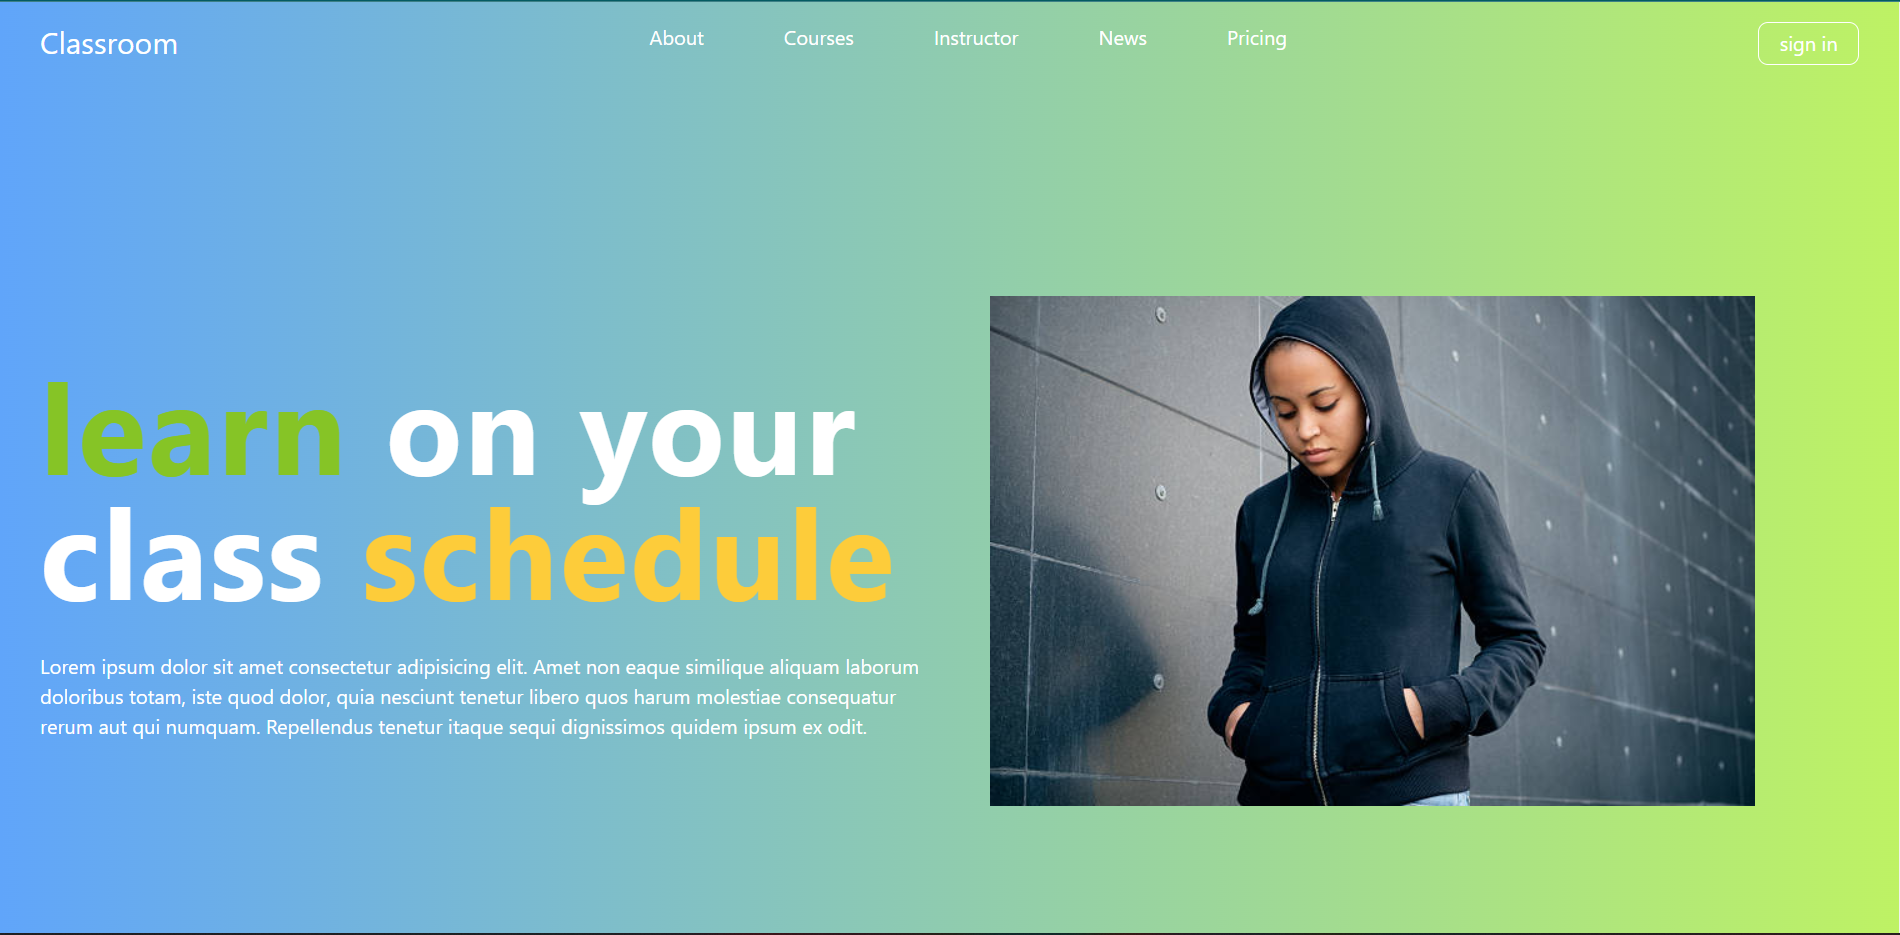 Classroom
About
Courses
Instructor
News
Pricing
sign in
learn on your
class schedule
Lorem ipsum dolor sit amet consectetur adipisicing elit. Amet non eaque similique aliquam laborum
doloribus totam, iste quod dolor, quia nesciunt tenetur libero quos harum molestiae consequatur
rerum aut qui numquam. Repellendus tenetur itaque sequi dignissimos quidem ipsum ex odit.